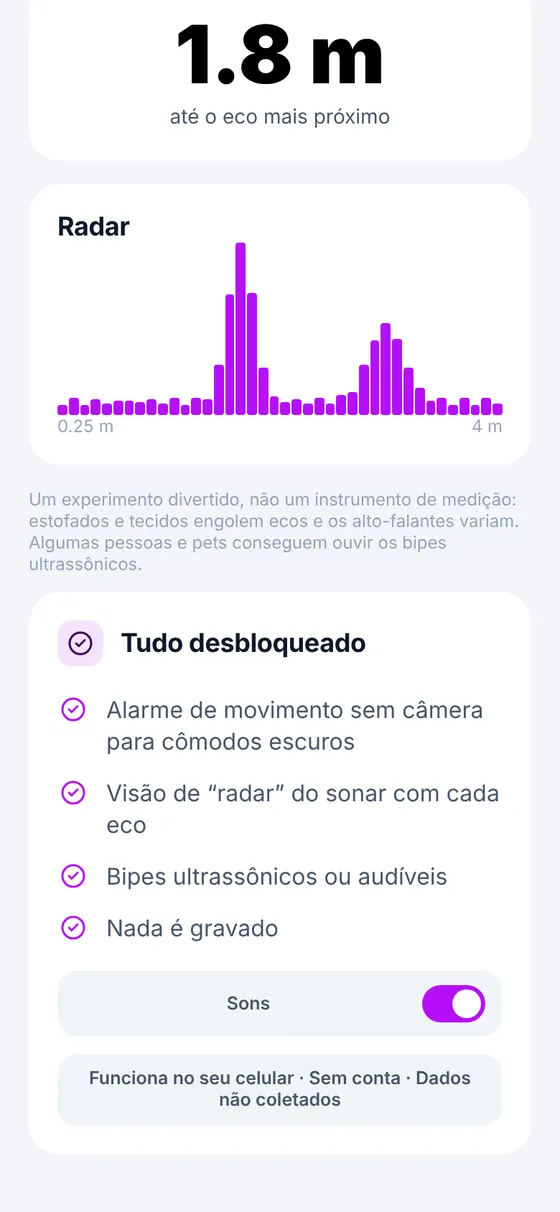 1.8 m
até o eco mais próximo
Radar
0.25 m
4 m
Um experimento divertido, não um instrumento de medição:
estofados e tecidos engolem ecos e os alto-falantes variam.
Algumas pessoas e pets conseguem ouvir os bipes
ultrassônicos.
Tudo desbloqueado
Alarme de movimento sem câmera
para cômodos escuros
Visão de “radar” do sonar com cada
eco
Bipes ultrassônicos ou audíveis
Nada é gravado
Sons
Funciona no seu celular · Sem conta · Dados
não coletados